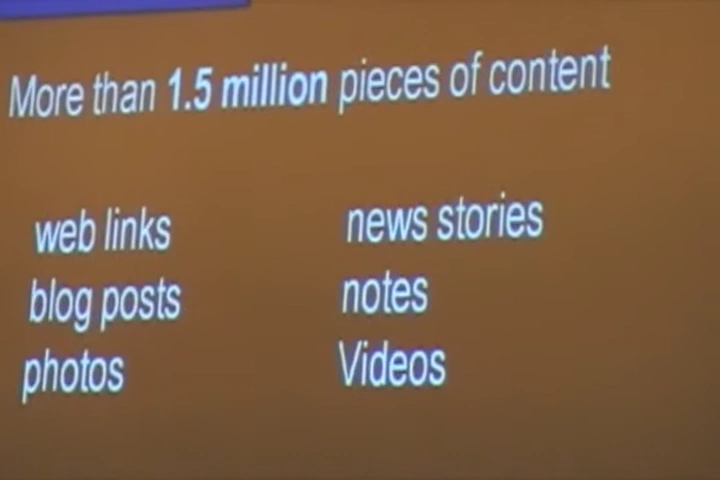 More than 1.5 million pieces of content
web links
blog posts
photos
news stories
notes
Videos